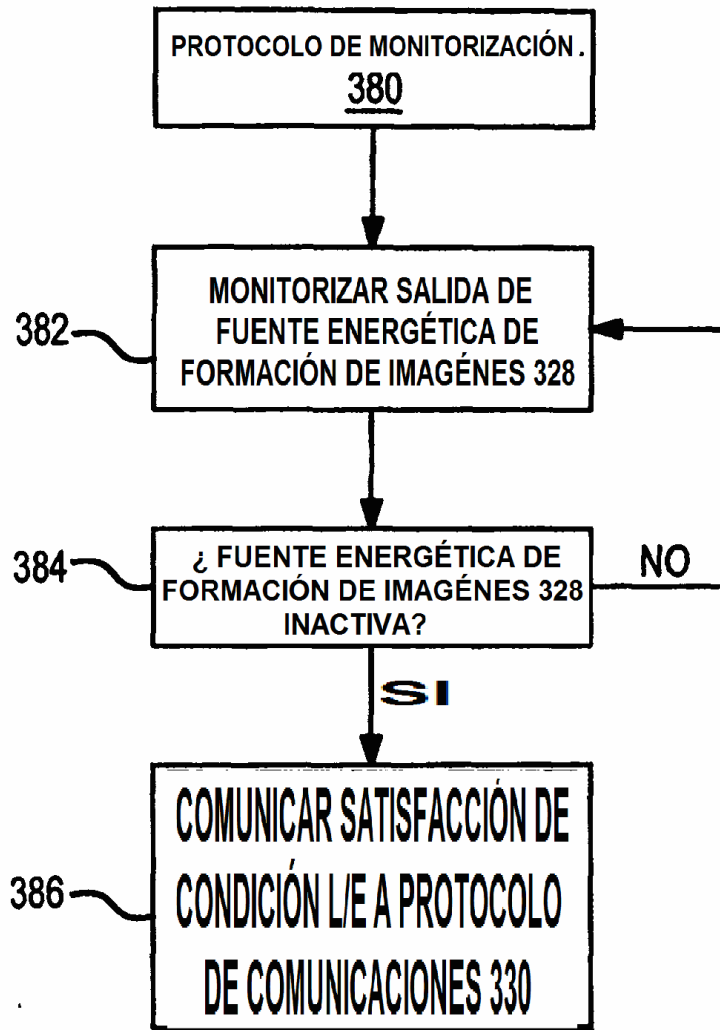 PROTOCOLO DE MONITORIZACIÓN.
380
382
MONITORIZAR SALIDA DE
FUENTE ENERGÉTICA DE
FORMACIÓN DE IMAGÉNES 328
384
¿ FUENTE ENERGÉTICA DE
FORMACIÓN DE IMAGÉNES 328
INACTIVA?
NO
SI
386
COMUNICAR SATISFACCIÓN DE
CONDICIÓN L/E A PROTOCOLO
DE COMUNICACIONES 330